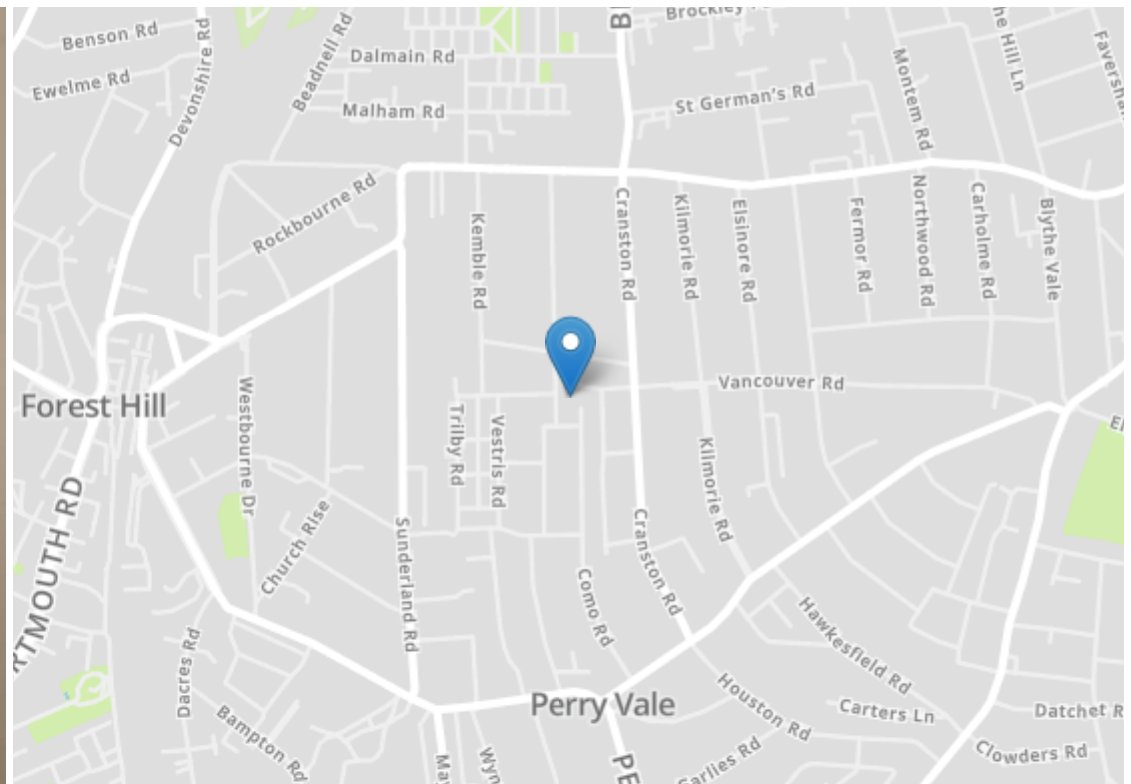 Benson Rd
Ewelme Rd
Devonshire Rd
Beadnell Rd
Dalmain Rd
Malham Rd
St German's Rd
Montem Rd
Rockbourne Rd
Kemble Rd
Cranston Rd
Kilmorie Rd
Elsinore Rd
Fermor Rd
Northwood Rd
Carholme Rd
Blythe Vale
Forest Hill
Westbourne Dr
Trilby Rd
Vestris Rd
Vancouver Rd
Kilmorie Rd
Church Rise
Sunderland Rd
Cranston Rd
Como Rd
Hawkesfield Rd
Dacres Rd
Bampton Rd
Perry Vale
Houston Rd
Carters Ln
Datchet R
Clowders Rd